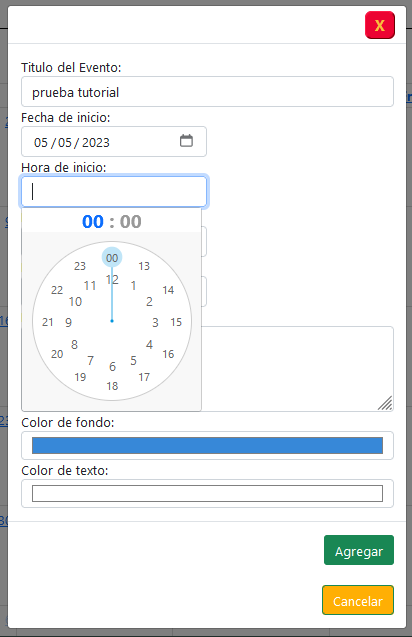 X
Titulo del Evento:
prueba tutorial
Fecha de inicio:
05/05/2023
Hora de inicio:
00 : 00
00
23 13
12
22 11 1 14
10 2
21 9 3 15
8 4
20 7 5 16
6
19 17
18
Color de fondo:
Color de texto:
Agregar
Cancelar